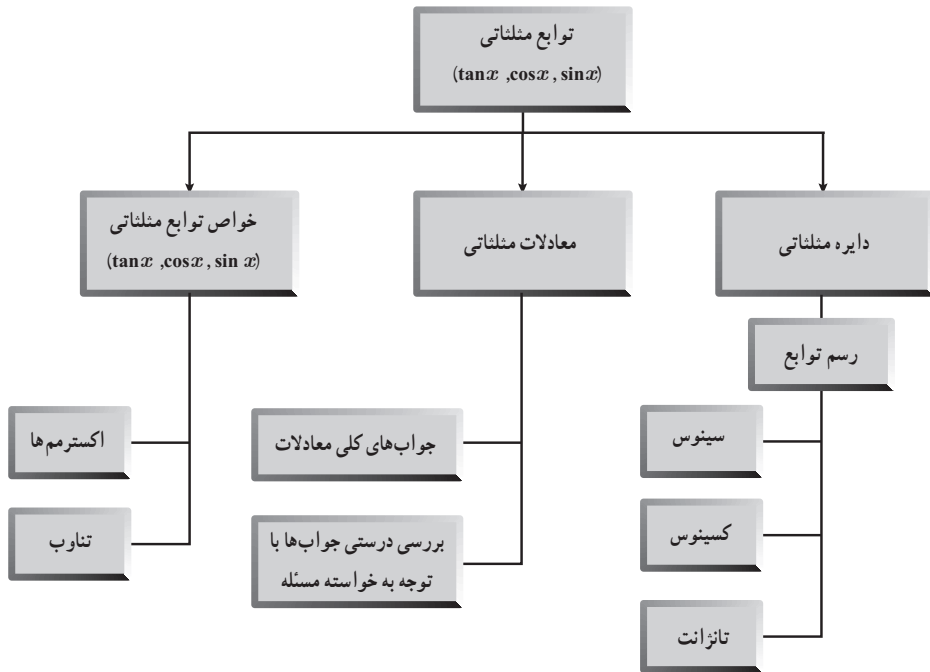 توابع مثلثاتی
(tanx ,cosx , sinx)
دایره مثلثاتی
رسم توابع
سینوس
کسینوس
تانژانت
معادلات مثلثاتی
جواب‌های کلی معادلات
بررسی درستی جواب‌ها با
توجه به خواسته مسئله
خواص توابع مثلثاتی
(tanx ,cosx , sin x)
اکسترمم‌ها
تناوب